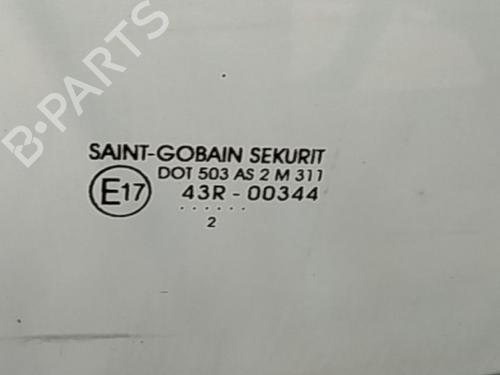 B-PARTS
SAINT-GOBAIN SEKURIT
DOT 503 AS 2 M 311
E17 43R - 00344
. . . . . .
2